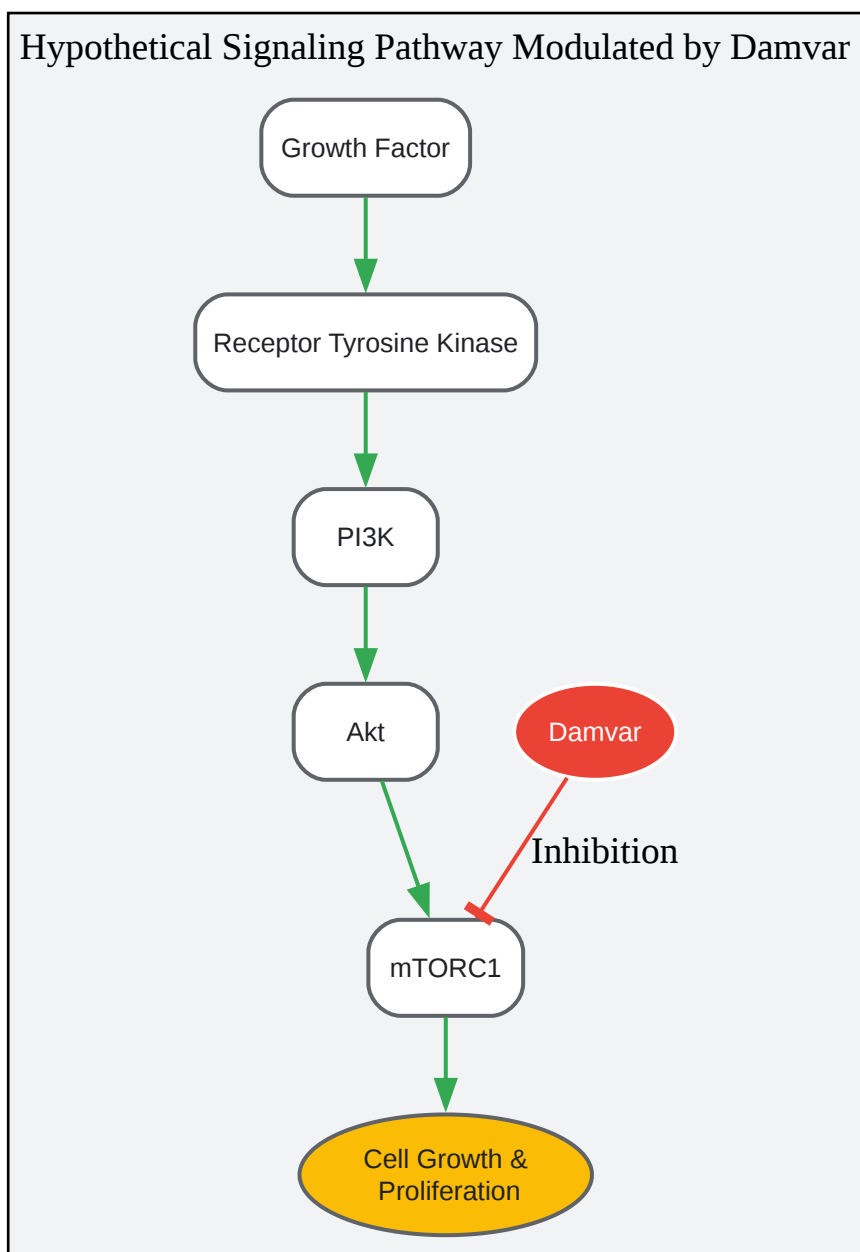 Hypothetical Signaling Pathway Modulated by Damvar
Growth Factor
Receptor Tyrosine Kinase
PI3K
Akt
Damvar
Inhibition
mTORC1
Cell Growth &
Proliferation